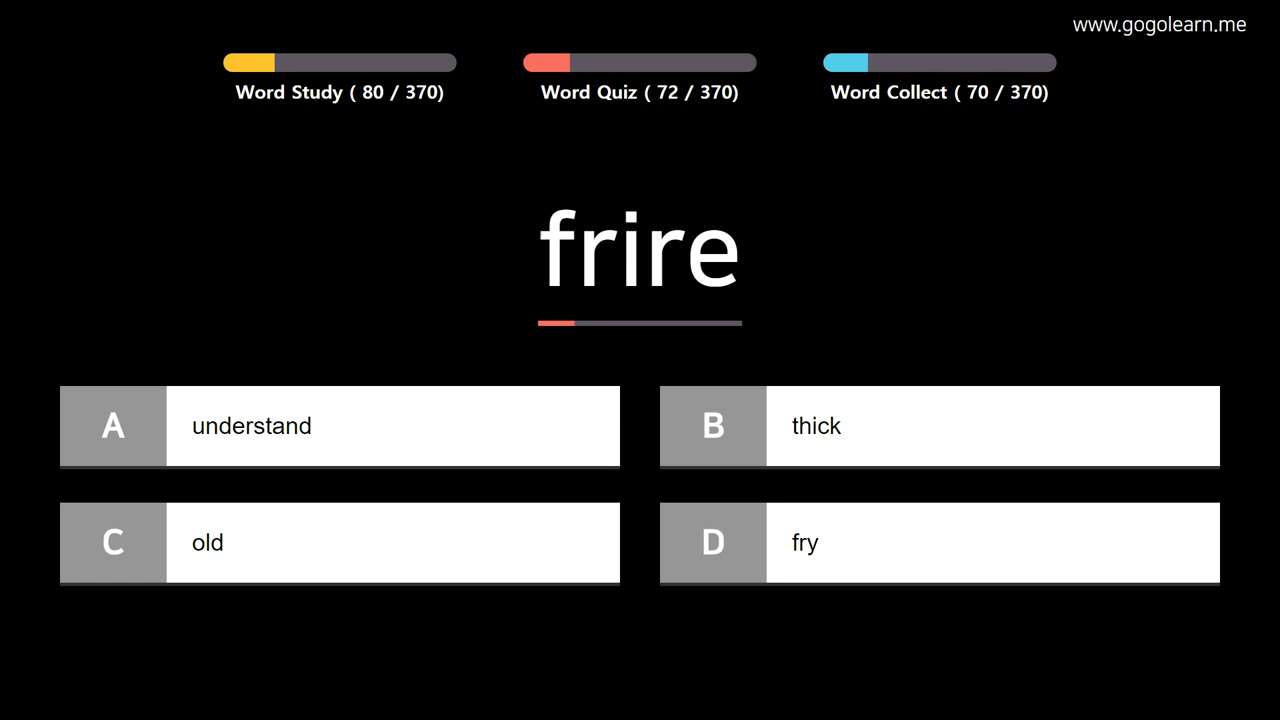 www.gogolearn.me
Word Study ( 80 / 370)
Word Quiz ( 72 / 370)
Word Collect ( 70 / 370)
frire
A understand
B thick
C old
D fry